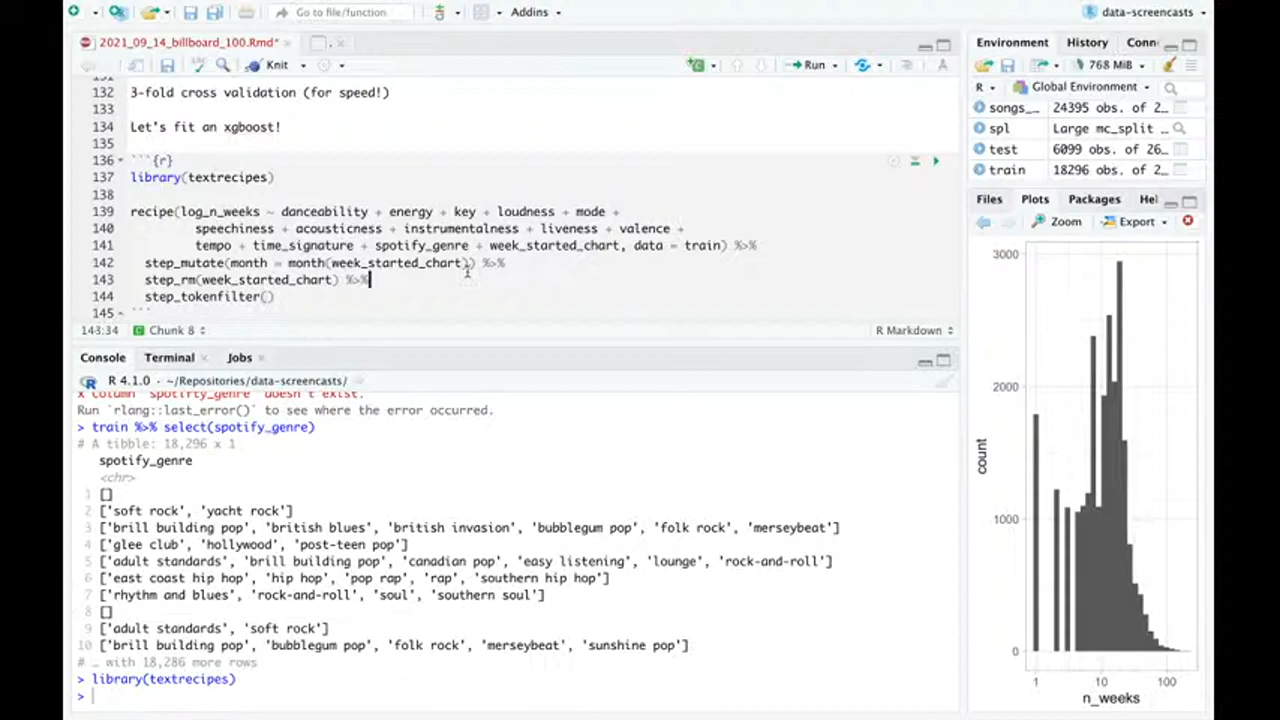 Go to file/function
Addins
data-screencasts
2021_09_14_billboard_100.Rmd*
Knit
Run
131
132 3-fold cross validation (for speed!)
133
134 Let's fit an xgboost!
135
136 ```{r}
137 library(textrecipes)
138
139 recipe(log_n_weeks ~ danceability + energy + key + loudness + mode +
140 speechiness + acousticness + instrumentalness + liveness + valence +
141 tempo + time_signature + spotify_genre + week_started_chart, data = train) %>%
142 step_mutate(month = month(week_started_chart)) %>%
143 step_rm(week_started_chart) %>%
144 step_tokenfilter()
145 ```
143:34 Chunk 8 R Markdown
Console Terminal Jobs
R 4.1.0 · ~/Repositories/data-screencasts/
x Column `spotify_genre` doesn't exist.
Run `rlang::last_error()` to see where the error occurred.
> train %>% select(spotify_genre)
# A tibble: 18,296 x 1
spotify_genre
<chr>
1 []
2 ['soft rock', 'yacht rock']
3 ['brill building pop', 'british blues', 'british invasion', 'bubblegum pop', 'folk rock', 'merseybeat']
4 ['glee club', 'hollywood', 'post-teen pop']
5 ['adult standards', 'brill building pop', 'canadian pop', 'easy listening', 'lounge', 'rock-and-roll']
6 ['east coast hip hop', 'hip hop', 'pop rap', 'rap', 'southern hip hop']
7 ['rhythm and blues', 'rock-and-roll', 'soul', 'southern soul']
8 []
9 ['adult standards', 'soft rock']
10 ['brill building pop', 'bubblegum pop', 'folk rock', 'merseybeat', 'sunshine pop']
# … with 18,286 more rows
> library(textrecipes)
>
Environment History Conn
768 MiB
R Global Environment
songs_… 24395 obs. of 2…
spl Large mc_split …
test 6099 obs. of 26…
train 18296 obs. of 2…
Files Plots Packages Hel
Zoom Export
3000
2000
1000
0
count
1 10 100
n_weeks